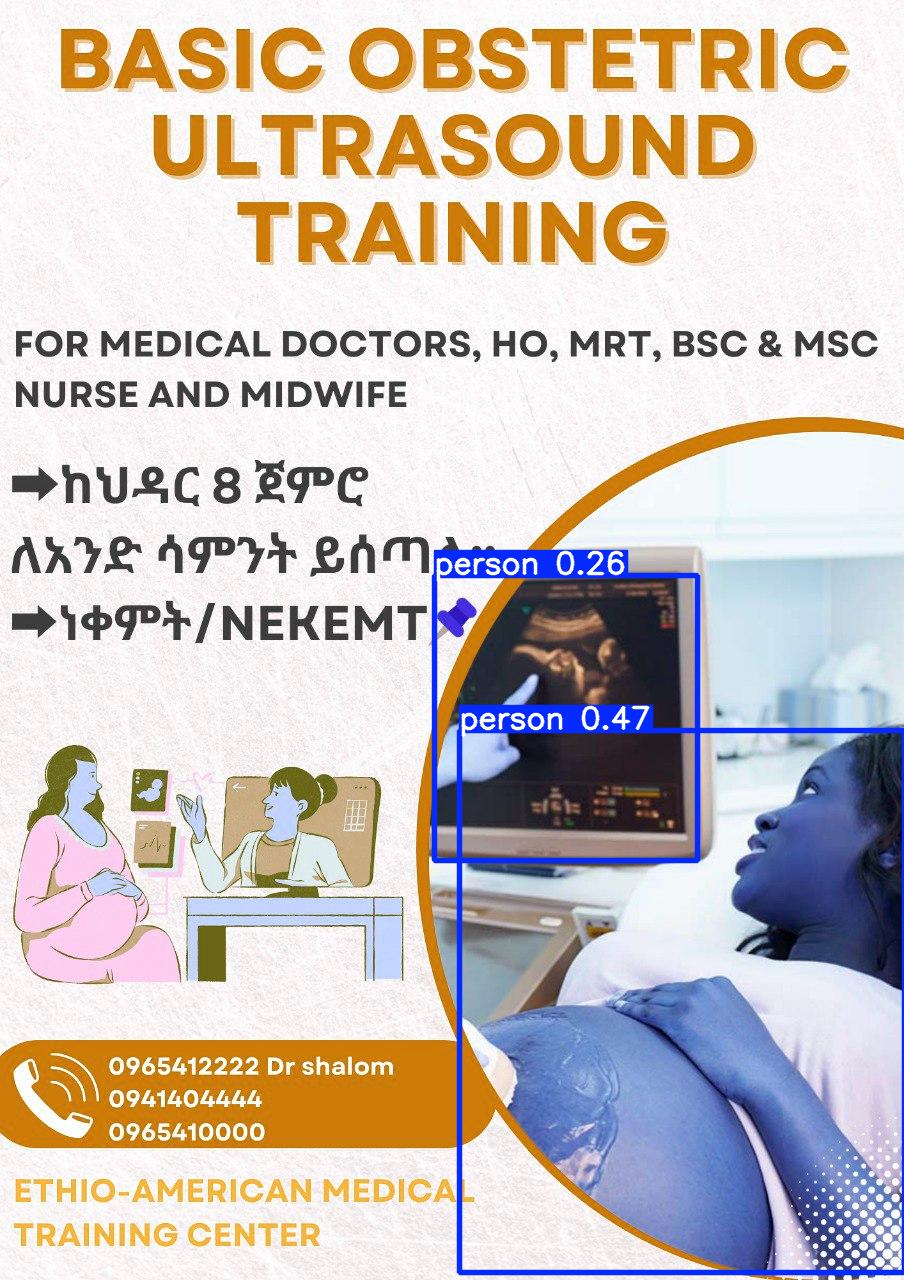 BASIC OBSTETRIC
ULTRASOUND
TRAINING
FOR MEDICAL DOCTORS, HO, MRT, BSC & MSC
NURSE AND MIDWIFE
➡ከህዳር 8 ጀምሮ
ለአንድ ሳምንት
➡ነቀምት/NEKEMT
person 0.26
person 0.47
0965412222 Dr shalom
0941404444
0965410000
ETHIO-AMERICAN MEDICAL
TRAINING CENTER